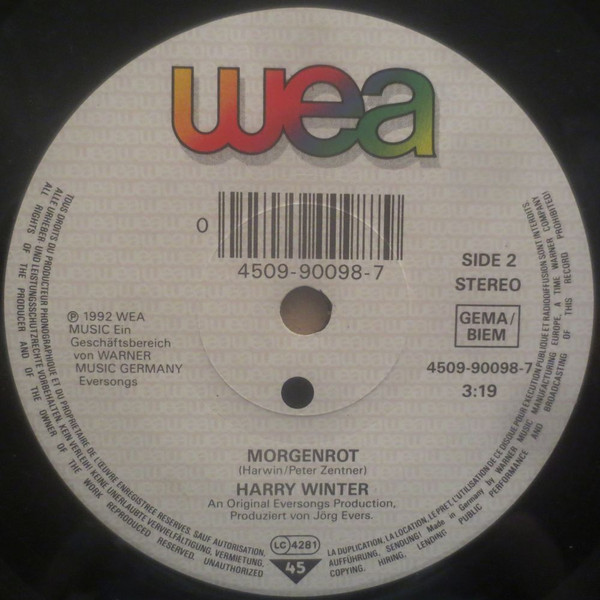 wea
0
4509-90098-7
SIDE 2
STEREO
GEMA/
BIEM
4509-90098-7
3:19
℗ 1992 WEA
MUSIC Ein
Geschäftsbereich
von WARNER
MUSIC GERMANY
Eversongs
MORGENROT
(Harwin/Peter Zentner)
HARRY WINTER
An Original Eversongs Production,
Produziert von Jörg Evers.
LC 4281
45
TOUS DROITS DU PRODUCTEUR PHONOGRAPHIQUE ET DU PROPRIETAIRE DE L'ŒUVRE ENREGISTREE RESERVES. SAUF AUTORISATION,
LA DUPLICATION, LA LOCATION, LE PRET, L'UTILISATION DE CE DISQUE POUR EXECUTION PUBLIQUE ET RADIODIFFUSION SONT INTERDITS.
ALLE URHEBER- UND LEISTUNGSSCHUTZRECHTE VORBEHALTEN. KEIN VERLEIH! KEINE UNERLAUBTE VERVIELFÄLTIGUNG, VERMIETUNG,
AUFFÜHRUNG, SENDUNG! Made in Germany by WARNER MUSIC MANUFACTURING EUROPE. A TIME WARNER COMPANY
ALL RIGHTS OF THE PRODUCER AND OF THE OWNER OF THE WORK REPRODUCED RESERVED. UNAUTHORIZED
COPYING, HIRING, LENDING PUBLIC PERFORMANCE AND BROADCASTING OF THIS RECORD PROHIBITED!